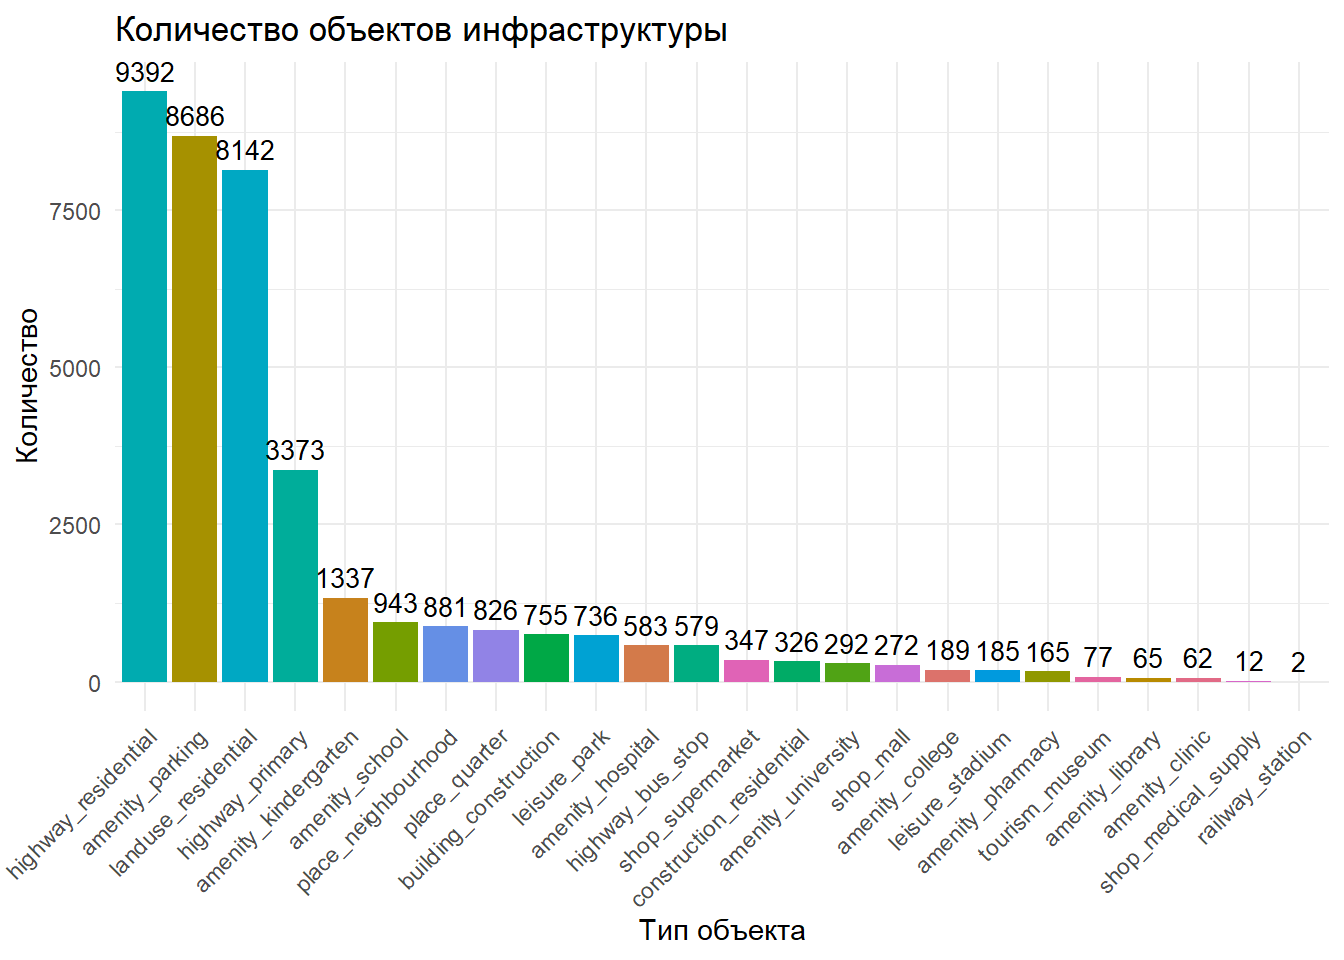 Количество объектов инфраструктуры
9392
8686
8142
3373
1337
943
881
826
755
736
583
579
347
326
292
272
189
185
165
77
65
62
12
2
7500
5000
2500
0
Количество
highway_residential
amenity_parking
landuse_residential
highway_primary
amenity_kindergarten
amenity_school
place_neighbourhood
place_quarter
building_construction
leisure_park
amenity_hospital
highway_bus_stop
shop_supermarket
construction_residential
amenity_university
shop_mall
amenity_college
leisure_stadium
amenity_pharmacy
tourism_museum
amenity_library
amenity_clinic
shop_medical_supply
railway_station
Тип объекта